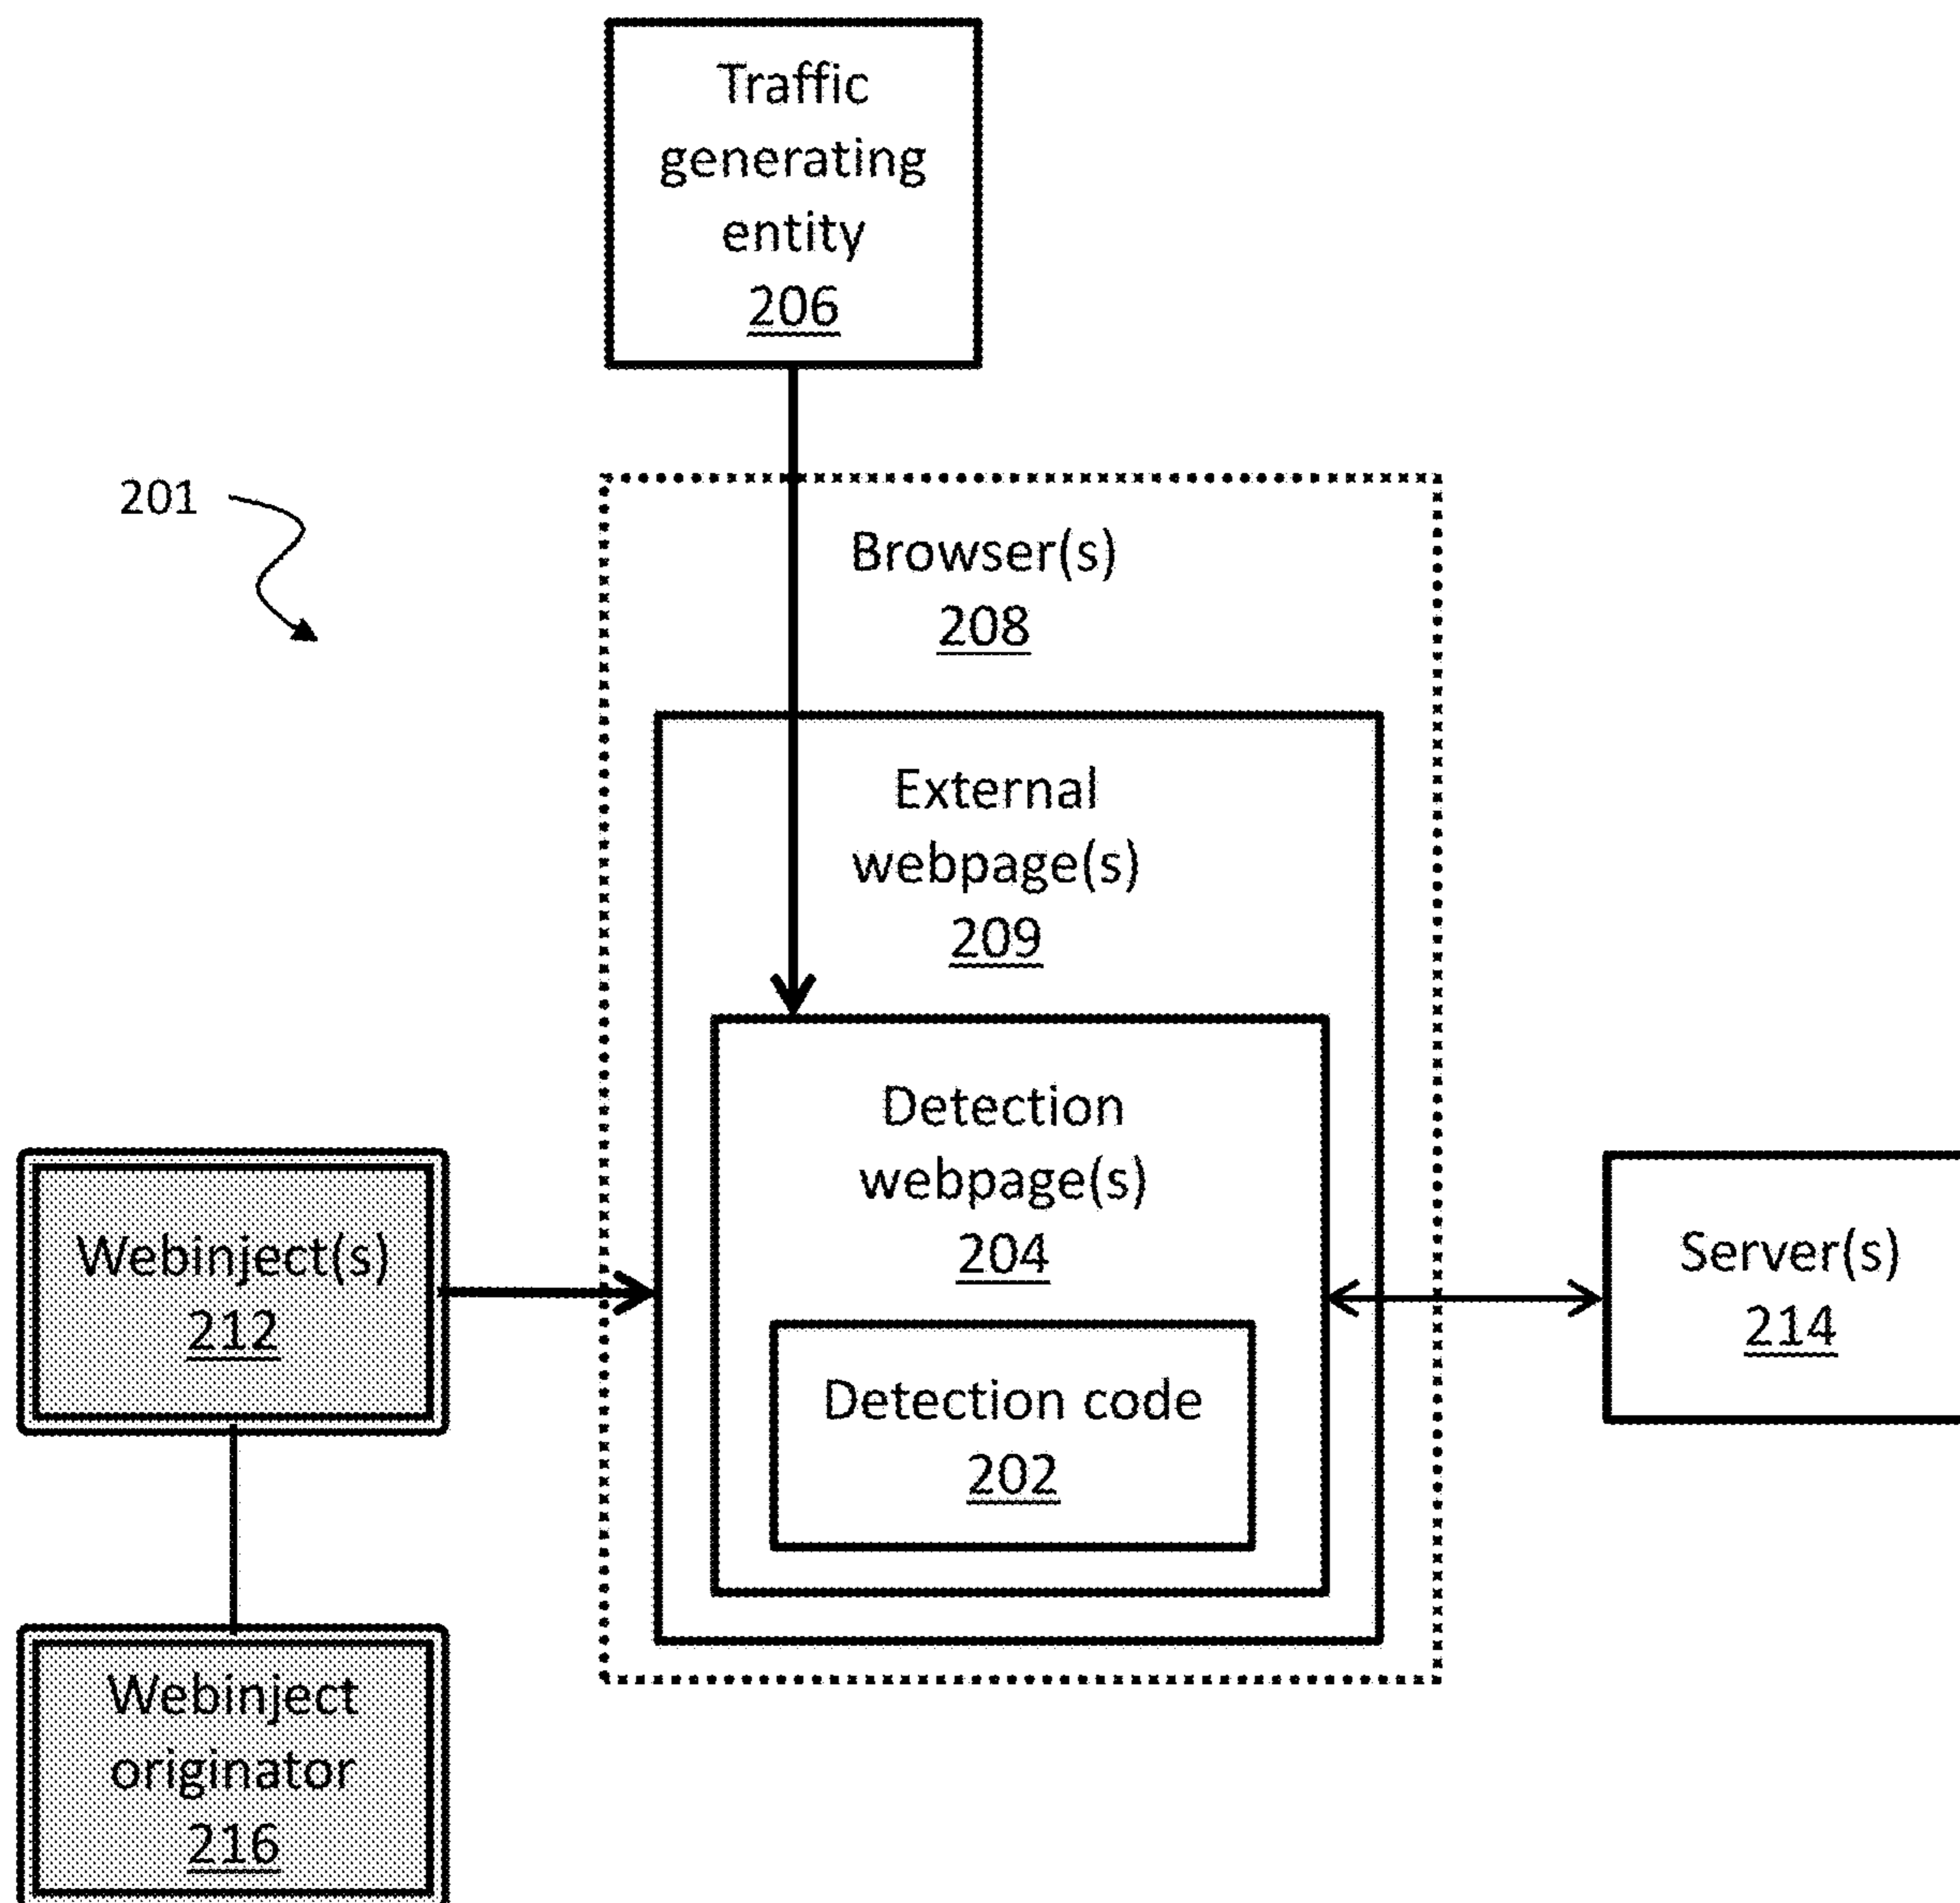 Traffic
generating
entity
206
201
Browser(s)
208
External
webpage(s)
209
Detection
webpage(s)
204
Detection code
202
Webinject(s)
212
Server(s)
214
Webinject
originator
216